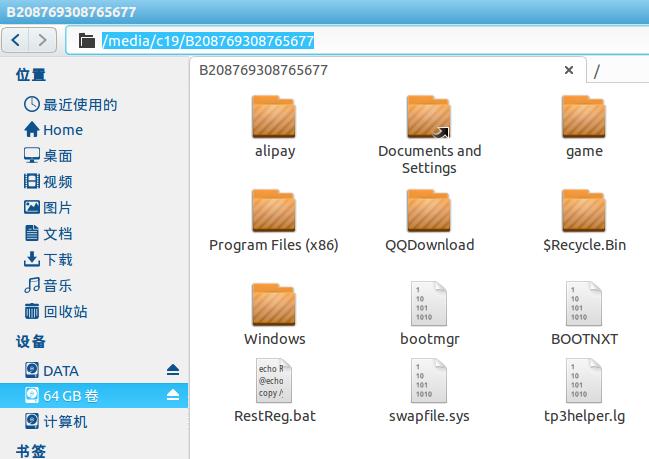 B208769308765677
/media/c19/B208769308765677
位置
最近使用的
Home
桌面
视频
图片
文档
下载
音乐
回收站
设备
DATA
64 GB 卷
计算机
书签
B208769308765677
/
alipay
Documents and
Settings
game
Program Files (x86)
QQDownload
$Recycle.Bin
Windows
1
10
101
1010
bootmgr
1
10
101
1010
BOOTNXT
echo R
@echo
copy /
RestReg.bat
1
10
101
1010
swapfile.sys
1
10
101
1010
tp3helper.lg